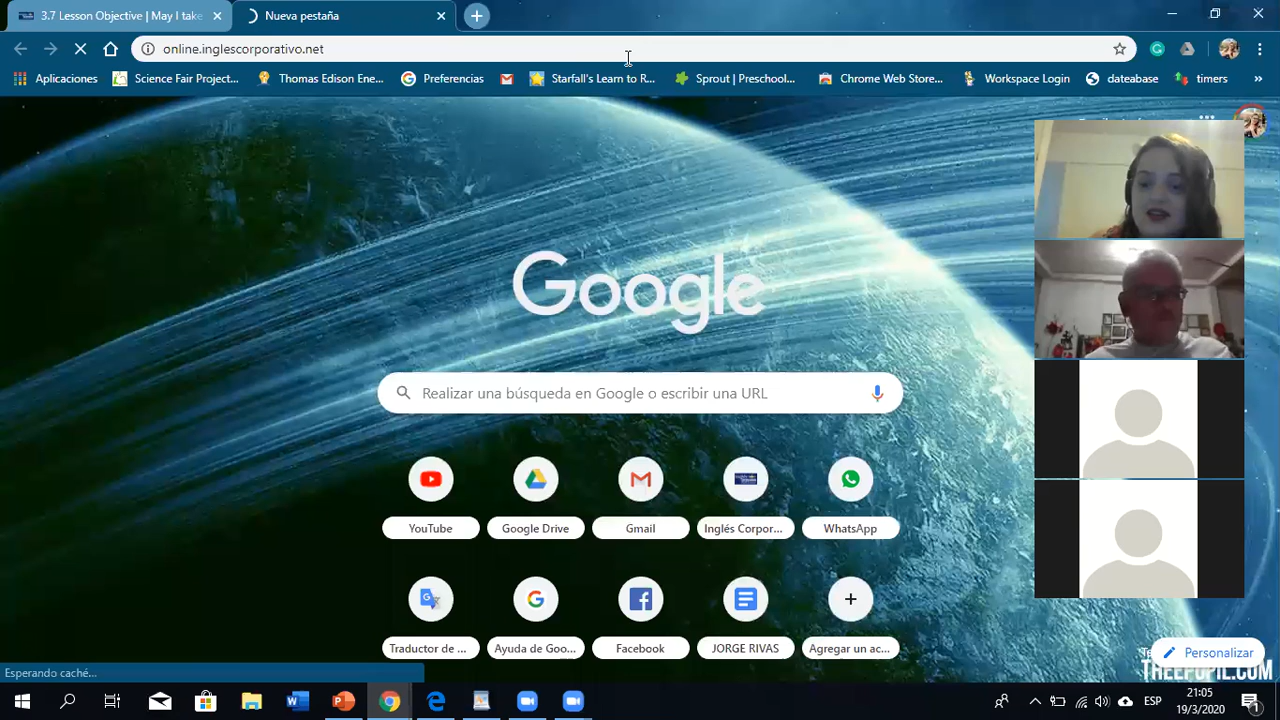 3.7 Lesson Objective | May I take
Nueva pestaña
online.inglescorporativo.net
Aplicaciones
Science Fair Project...
Thomas Edison Ene...
Preferencias
Starfall's Learn to R...
Sprout | Preschool...
Chrome Web Store...
Workspace Login
dateabase
timers
»
Google
Realizar una búsqueda en Google o escribir una URL
YouTube
Google Drive
Gmail
Inglés Corpor...
WhatsApp
Traductor de ...
Ayuda de Goo...
Facebook
JORGE RIVAS
Agregar un ac...
Personalizar
THEEPUPIL.COM
Esperando caché...
ESP
21:05
19/3/2020
1